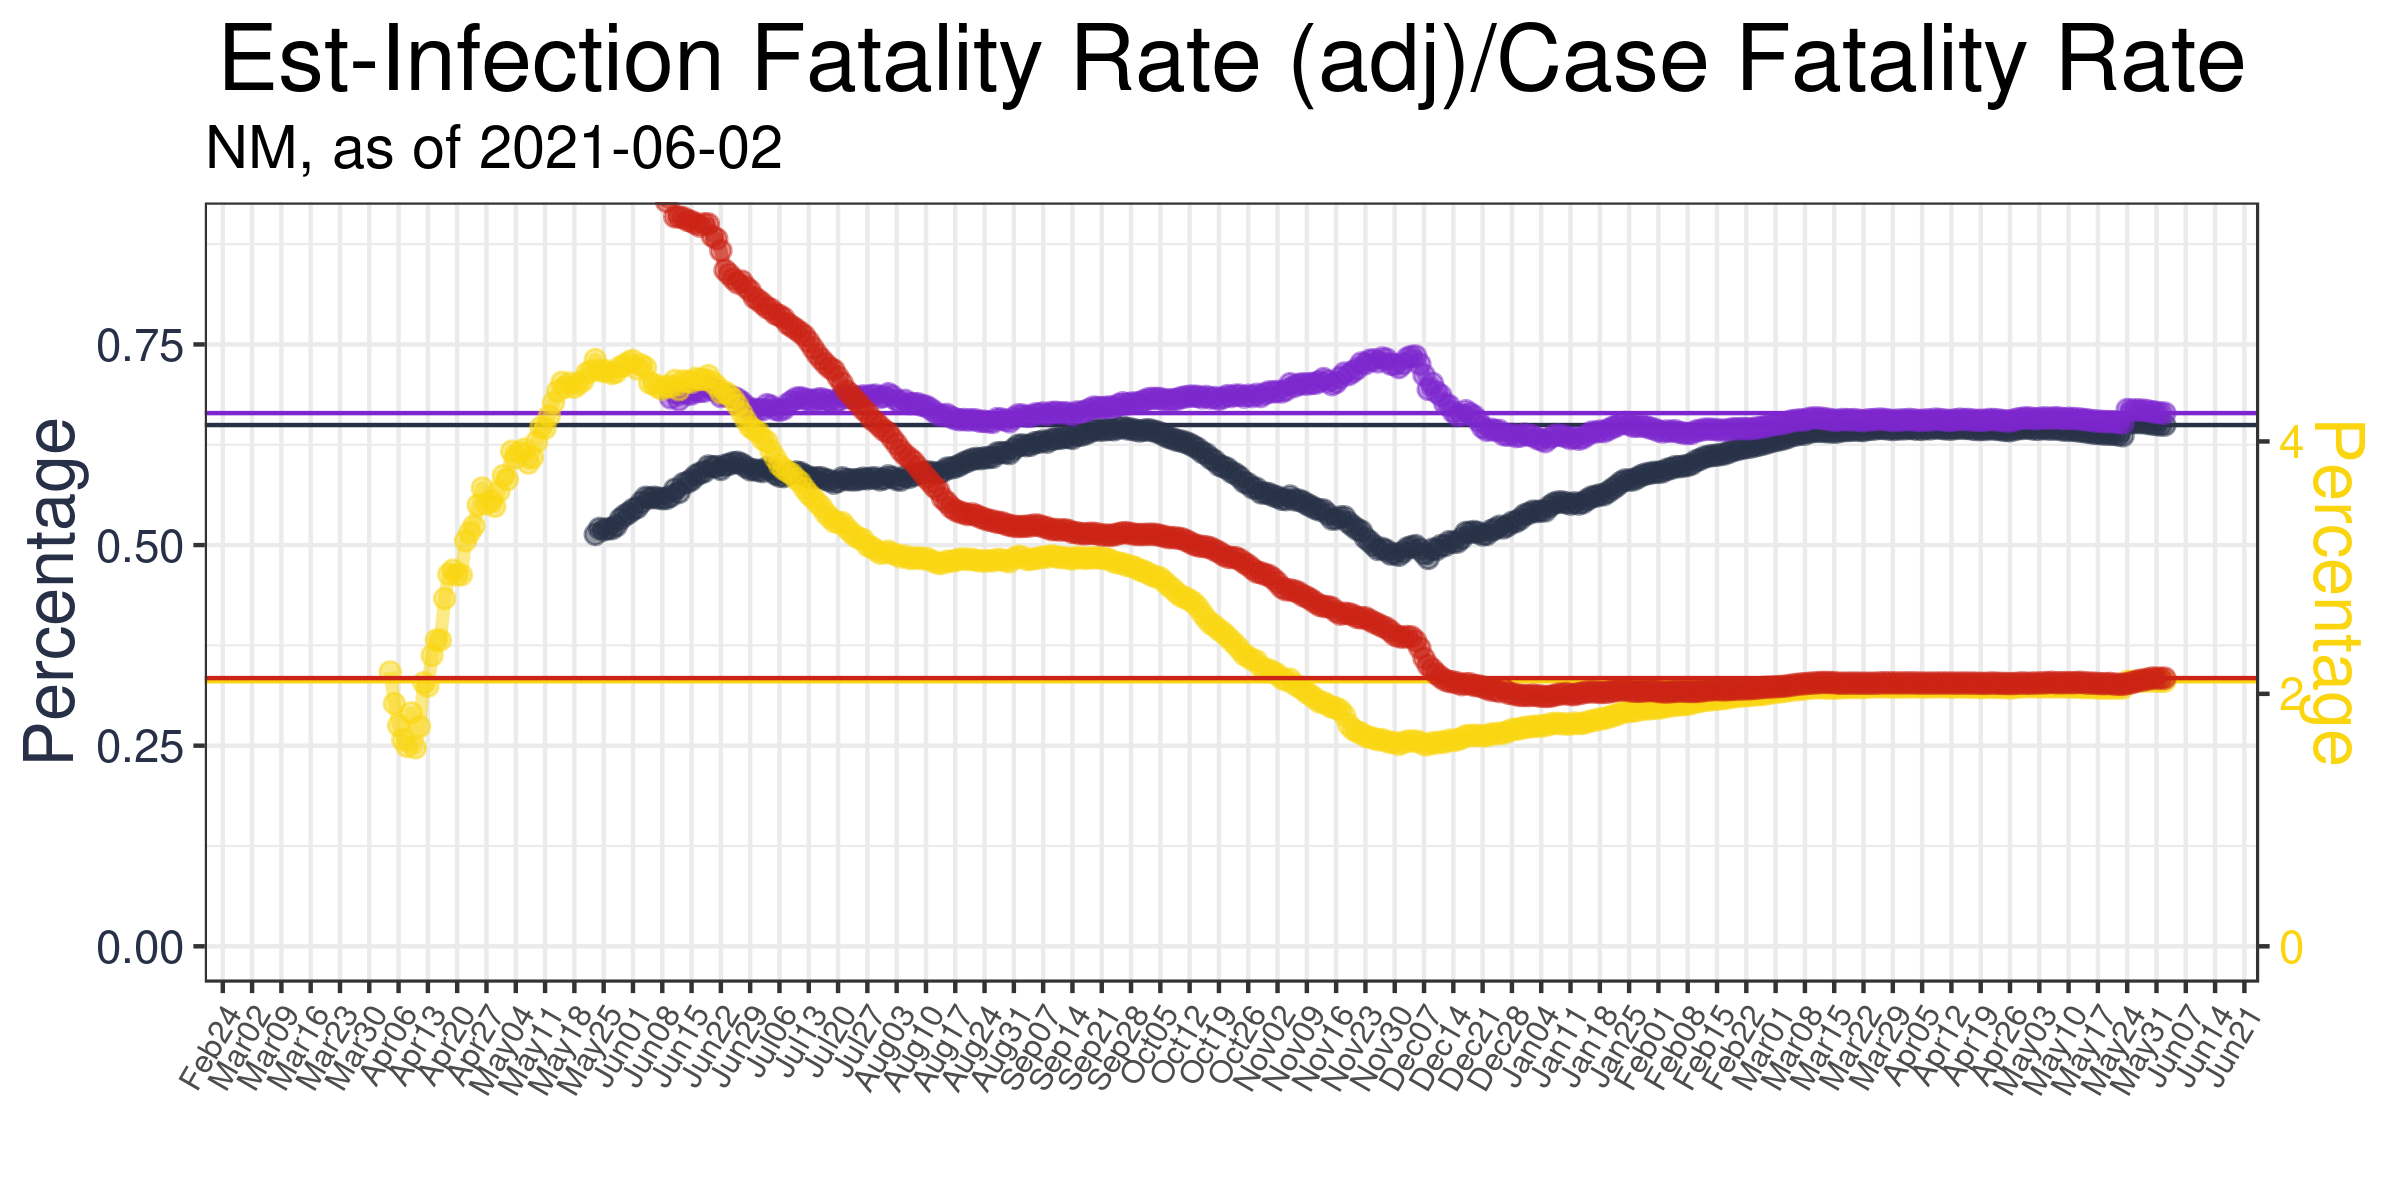 Est-Infection Fatality Rate (adj)/Case Fatality Rate
NM, as of 2021-06-02
Percentage
0.75
0.50
0.25
0.00
4
2
0
Percentage
Feb24
Mar02
Mar09
Mar16
Mar23
Mar30
Apr06
Apr13
Apr20
Apr27
May04
May11
May18
May25
Jun01
Jun08
Jun15
Jun22
Jun29
Jul06
Jul13
Jul20
Jul27
Aug03
Aug10
Aug17
Aug24
Aug31
Sep07
Sep14
Sep21
Sep28
Oct05
Oct12
Oct19
Oct26
Nov02
Nov09
Nov16
Nov23
Nov30
Dec07
Dec14
Dec21
Dec28
Jan04
Jan11
Jan18
Jan25
Feb01
Feb08
Feb15
Feb22
Mar01
Mar08
Mar15
Mar22
Mar29
Apr05
Apr12
Apr19
Apr26
May03
May10
May17
May24
May31
Jun07
Jun14
Jun21